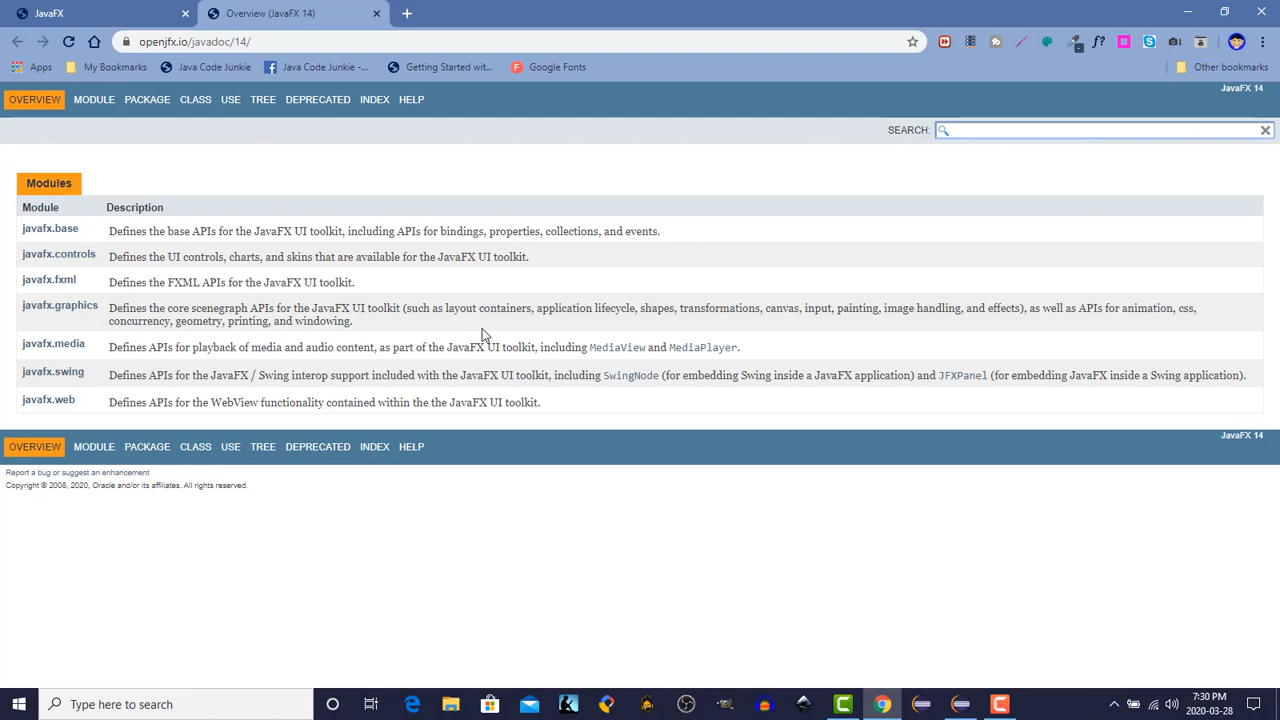 JavaFX
Overview (JavaFX 14)
openjfx.io/javadoc/14/
f?
Apps
My Bookmarks
Java Code Junkie
Java Code Junkie -...
Getting Started wit...
Google Fonts
Other bookmarks
OVERVIEW MODULE PACKAGE CLASS USE TREE DEPRECATED INDEX HELP
JavaFX 14
SEARCH:
Modules
Module Description
javafx.base Defines the base APIs for the JavaFX UI toolkit, including APIs for bindings, properties, collections, and events.
javafx.controls Defines the UI controls, charts, and skins that are available for the JavaFX UI toolkit.
javafx.fxml Defines the FXML APIs for the JavaFX UI toolkit.
javafx.graphics Defines the core scenegraph APIs for the JavaFX UI toolkit (such as layout containers, application lifecycle, shapes, transformations, canvas, input, painting, image handling, and effects), as well as APIs for animation, css,
concurrency, geometry, printing, and windowing.
javafx.media Defines APIs for playback of media and audio content, as part of the JavaFX UI toolkit, including MediaView and MediaPlayer.
javafx.swing Defines APIs for the JavaFX / Swing interop support included with the JavaFX UI toolkit, including SwingNode (for embedding Swing inside a JavaFX application) and JFXPanel (for embedding JavaFX inside a Swing application).
javafx.web Defines APIs for the WebView functionality contained within the the JavaFX UI toolkit.
OVERVIEW MODULE PACKAGE CLASS USE TREE DEPRECATED INDEX HELP
JavaFX 14
Report a bug or suggest an enhancement
Copyright © 2008, 2020, Oracle and/or its affiliates. All rights reserved.
Type here to search
7:30 PM
2020-03-28